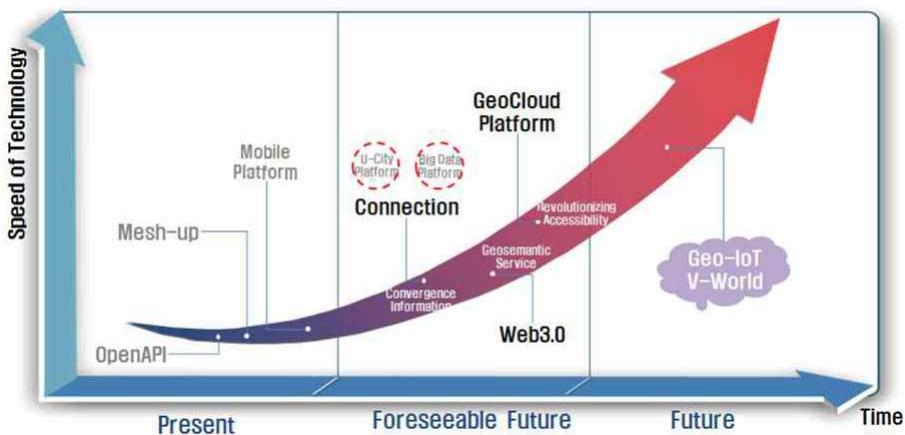 Speed of Technology
GeoCloud
Platform
Mobile
Platform
U-City
Platform
Big Data
Platform
Connection
Mesh-up
Revolutionizing
Accessibility
Geosemantic
Service
Geo-IoT
V-World
Convergence
Information
Web3.0
OpenAPI
Present
Foreseeable Future
Future
Time